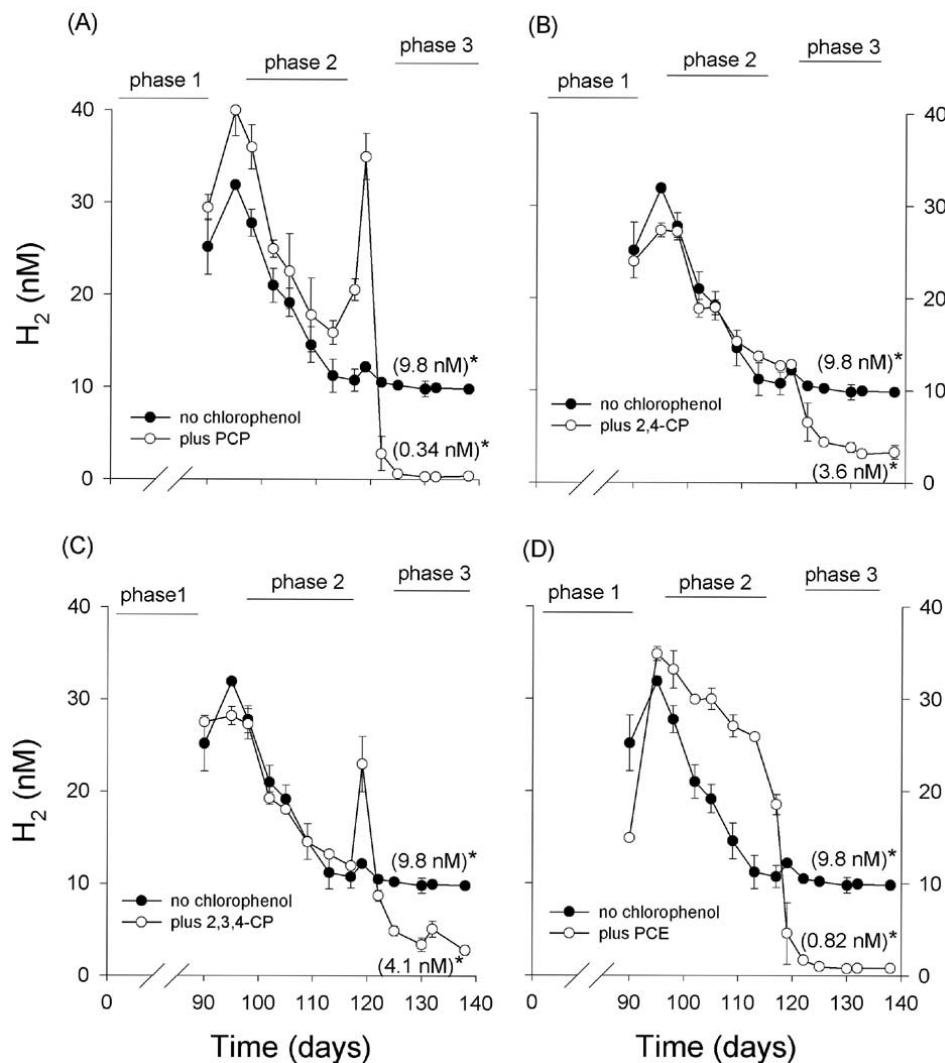 (A)
phase 1
phase 2
phase 3
40
30
20
10
0
H2 (nM)
(9.8 nM)*
no chlorophenol
plus PCP
(0.34 nM)*
(B)
phase 1
phase 2
phase 3
40
30
20
10
0
(9.8 nM)*
no chlorophenol
plus 2,4-CP
(3.6 nM)*
(C)
phase1
phase 2
phase 3
40
30
20
10
0
H2 (nM)
(9.8 nM)*
no chlorophenol
plus 2,3,4-CP
(4.1 nM)*
0 90 100 110 120 130 140
Time (days)
(D)
phase 1
phase 2
phase 3
40
30
20
10
0
(9.8 nM)*
no chlorophenol
plus PCE
(0.82 nM)*
0 90 100 110 120 130 140
Time (days)